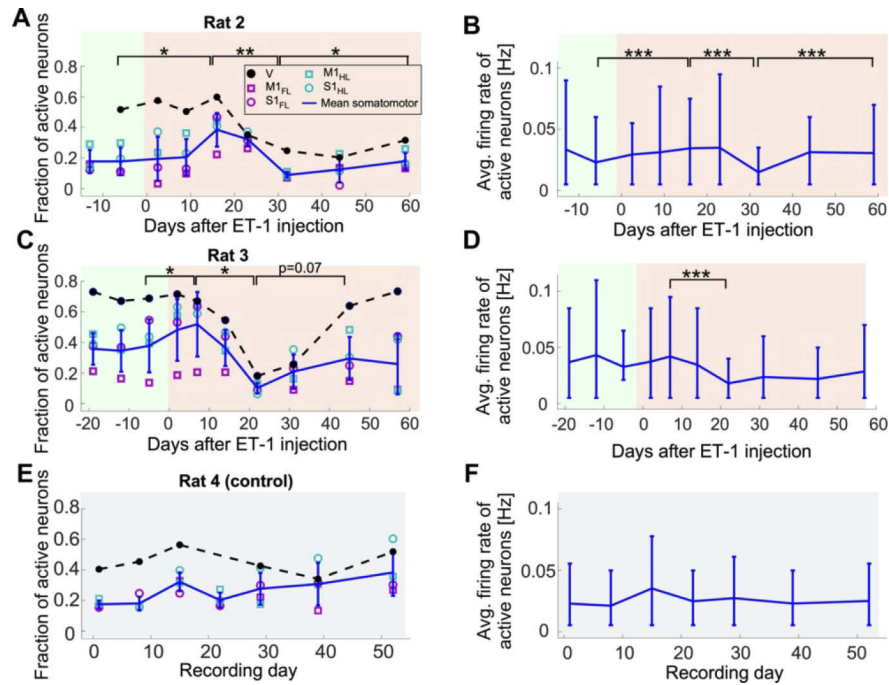 A
Rat 2
* ** *
V
M1FL
S1FL
M1HL
S1HL
Mean somatomotor
Fraction of active neurons
0.8
0.6
0.4
0.2
0
-10 0 10 20 30 40 50 60
Days after ET-1 injection
B
*** *** ***
Avg. firing rate of
active neurons [Hz]
0.1
0.05
0
-10 0 10 20 30 40 50 60
Days after ET-1 injection
C
Rat 3
* * p=0.07
Fraction of active neurons
0.8
0.6
0.4
0.2
0
-20 -10 0 10 20 30 40 50 60
Days after ET-1 injection
D
***
Avg. firing rate of
active neurons [Hz]
0.1
0.05
0
-20 -10 0 10 20 30 40 50 60
Days after ET-1 injection
E
Rat 4 (control)
Fraction of active neurons
0.8
0.6
0.4
0.2
0
0 10 20 30 40 50
Recording day
F
Avg. firing rate of
active neurons [Hz]
0.1
0.05
0
0 10 20 30 40 50
Recording day